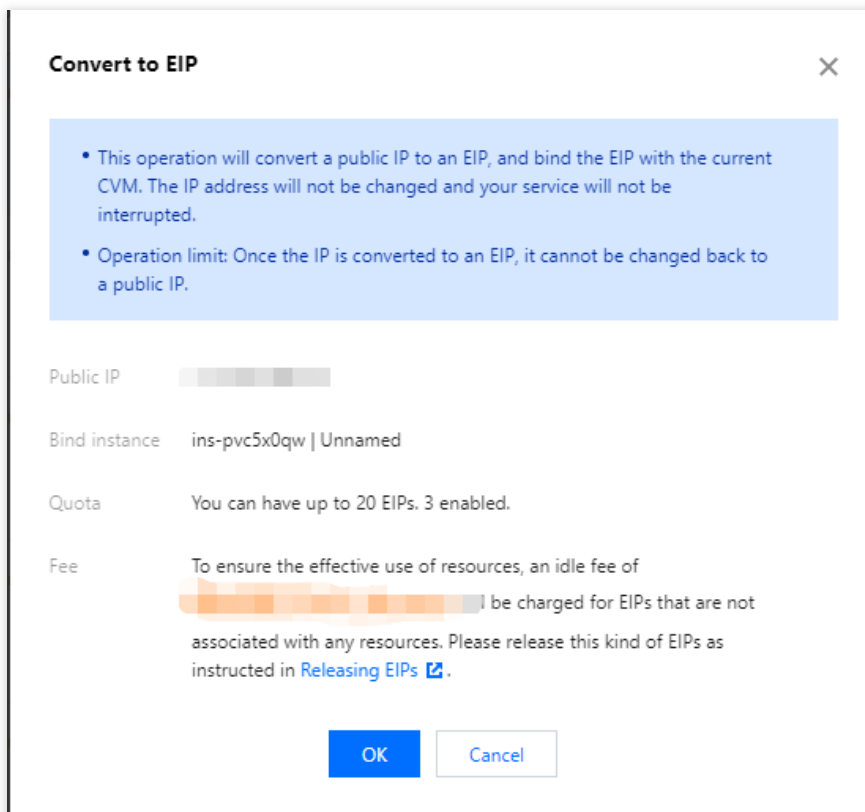 Convert to EIP
• This operation will convert a public IP to an EIP, and bind the EIP with the current
CVM. The IP address will not be changed and your service will not be
interrupted.
• Operation limit: Once the IP is converted to an EIP, it cannot be changed back to
a public IP.
Public IP
Bind instance ins-pvc5x0qw | Unnamed
Quota You can have up to 20 EIPs. 3 enabled.
Fee To ensure the effective use of resources, an idle fee of
be charged for EIPs that are not
associated with any resources. Please release this kind of EIPs as
instructed in Releasing EIPs .
OK Cancel